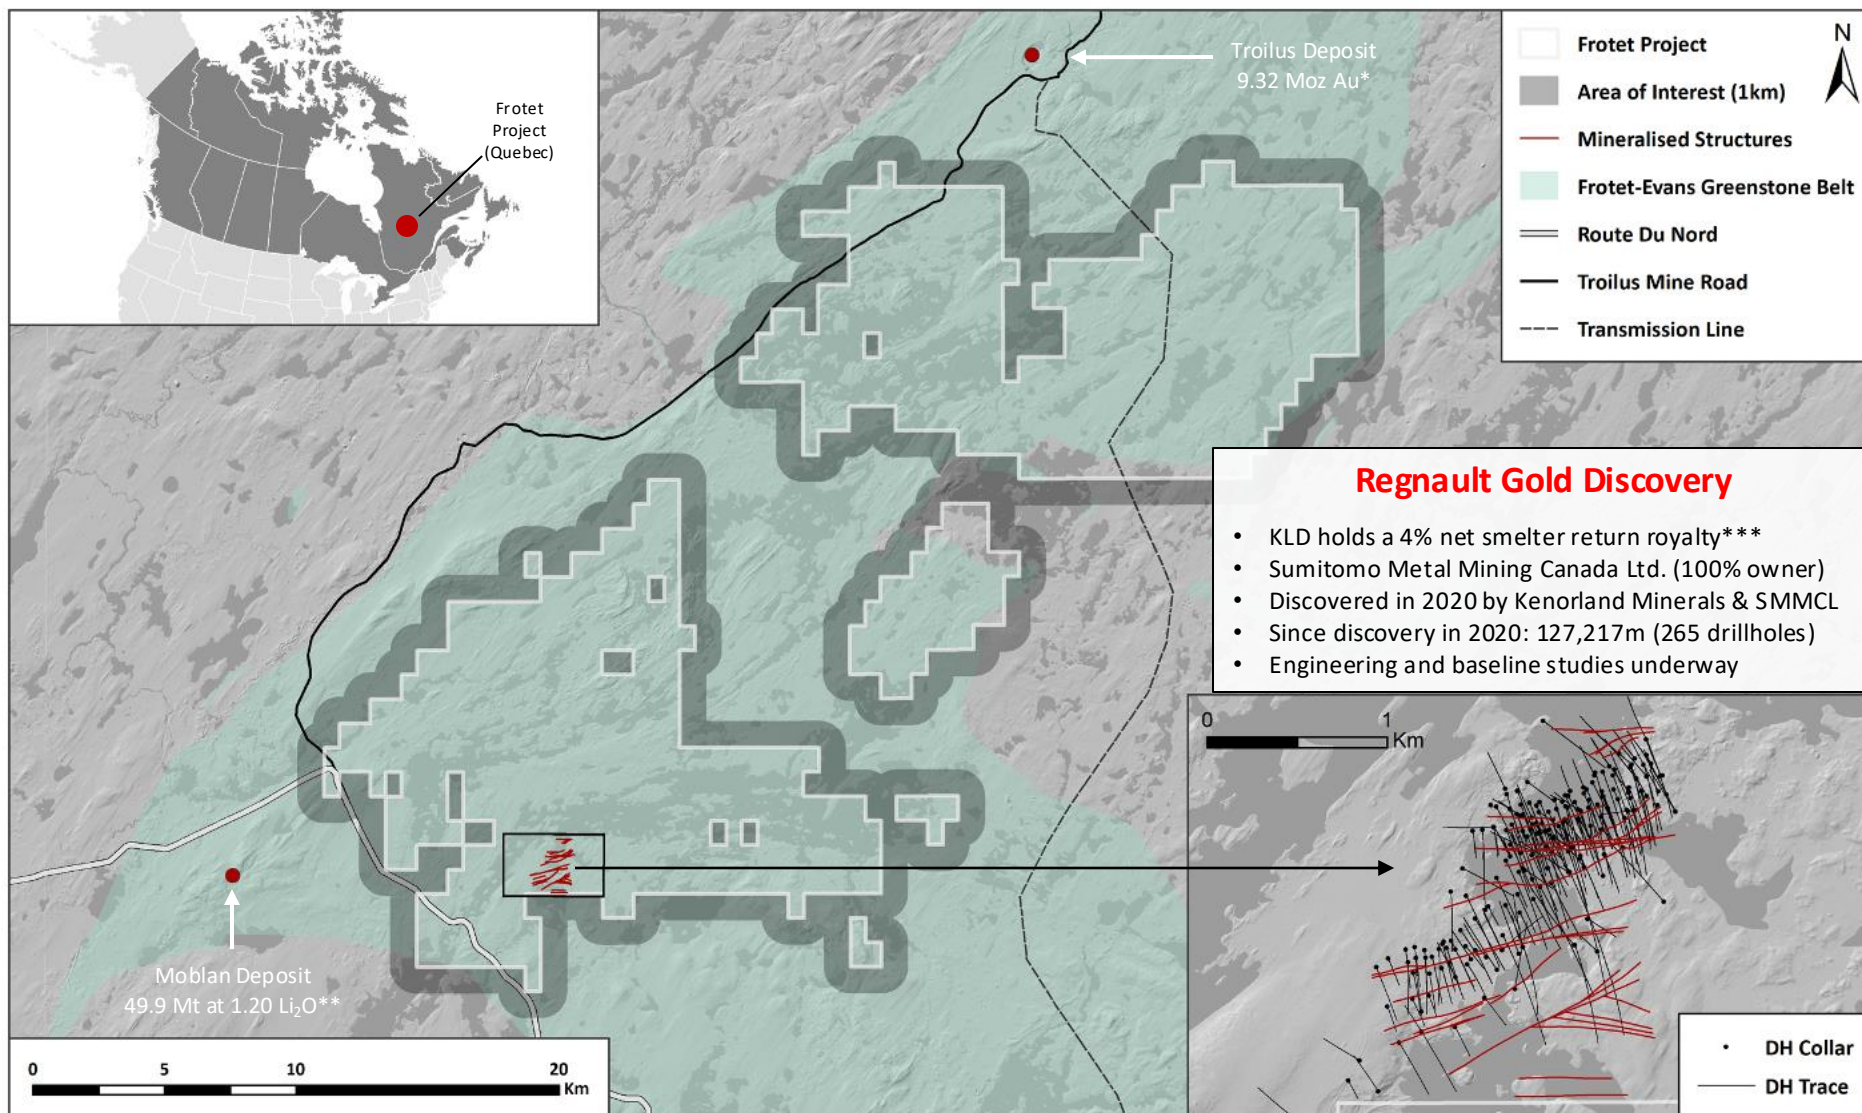 Frotet
Project
(Quebec)
Troilus Deposit
9.32 Moz Au*
N
Frotet Project
Area of Interest (1km)
Mineralised Structures
Frotet-Evans Greenstone Belt
Route Du Nord
Troilus Mine Road
Transmission Line
Regnault Gold Discovery
• KLD holds a 4% net smelter return royalty***
• Sumitomo Metal Mining Canada Ltd. (100% owner)
• Discovered in 2020 by Kenorland Minerals & SMMCL
• Since discovery in 2020: 127,217m (265 drillholes)
• Engineering and baseline studies underway
0 1
Km
Moblan Deposit
49.9 Mt at 1.20 Li₂O**
0 5 10 20
Km
DH Collar
DH Trace